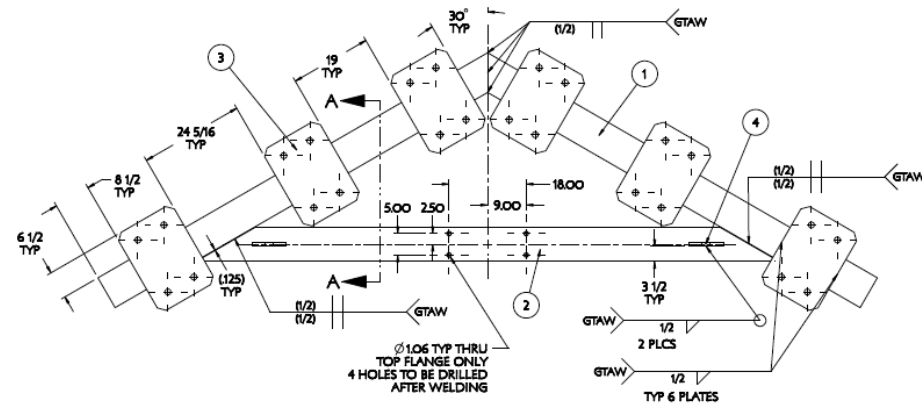 30°
TYP
(1/2)
GTAW
3
19
TYP
1
A
4
24 5/16
TYP
(1/2)
(1/2)
GTAW
8 1/2
TYP
18.00
9.00
5.00
2.50
6 1/2
TYP
(.125)
TYP
A
2
3 1/2
TYP
(1/2)
(1/2)
GTAW
GTAW
1/2
2 PLCS
Ø1.06 TYP THRU
TOP FLANGE ONLY
4 HOLES TO BE DRILLED
AFTER WELDING
GTAW
1/2
TYP 6 PLATES